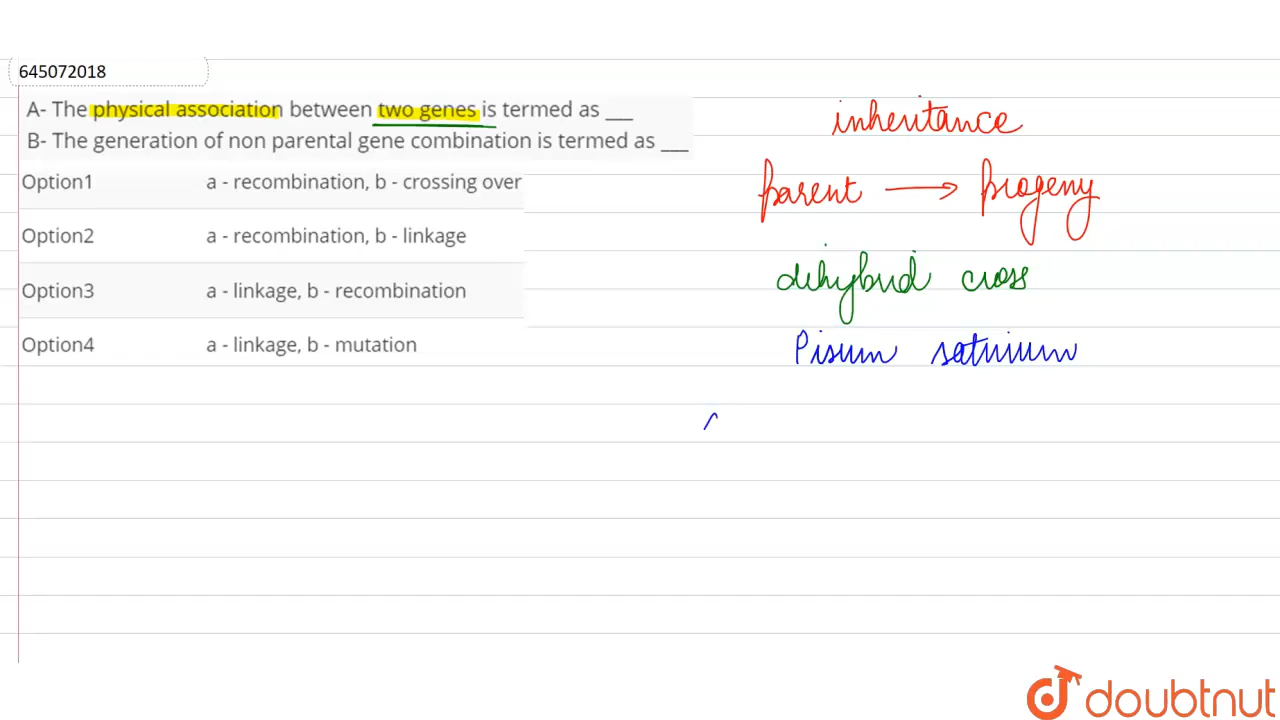 645072018
A- The physical association between two genes is termed as ___
B- The generation of non parental gene combination is termed as ___
Option1 a - recombination, b - crossing over
Option2 a - recombination, b - linkage
Option3 a - linkage, b - recombination
Option4 a - linkage, b - mutation
inheritance
parent → progeny
dihybrid cross
Pisum sativum
doubtnut